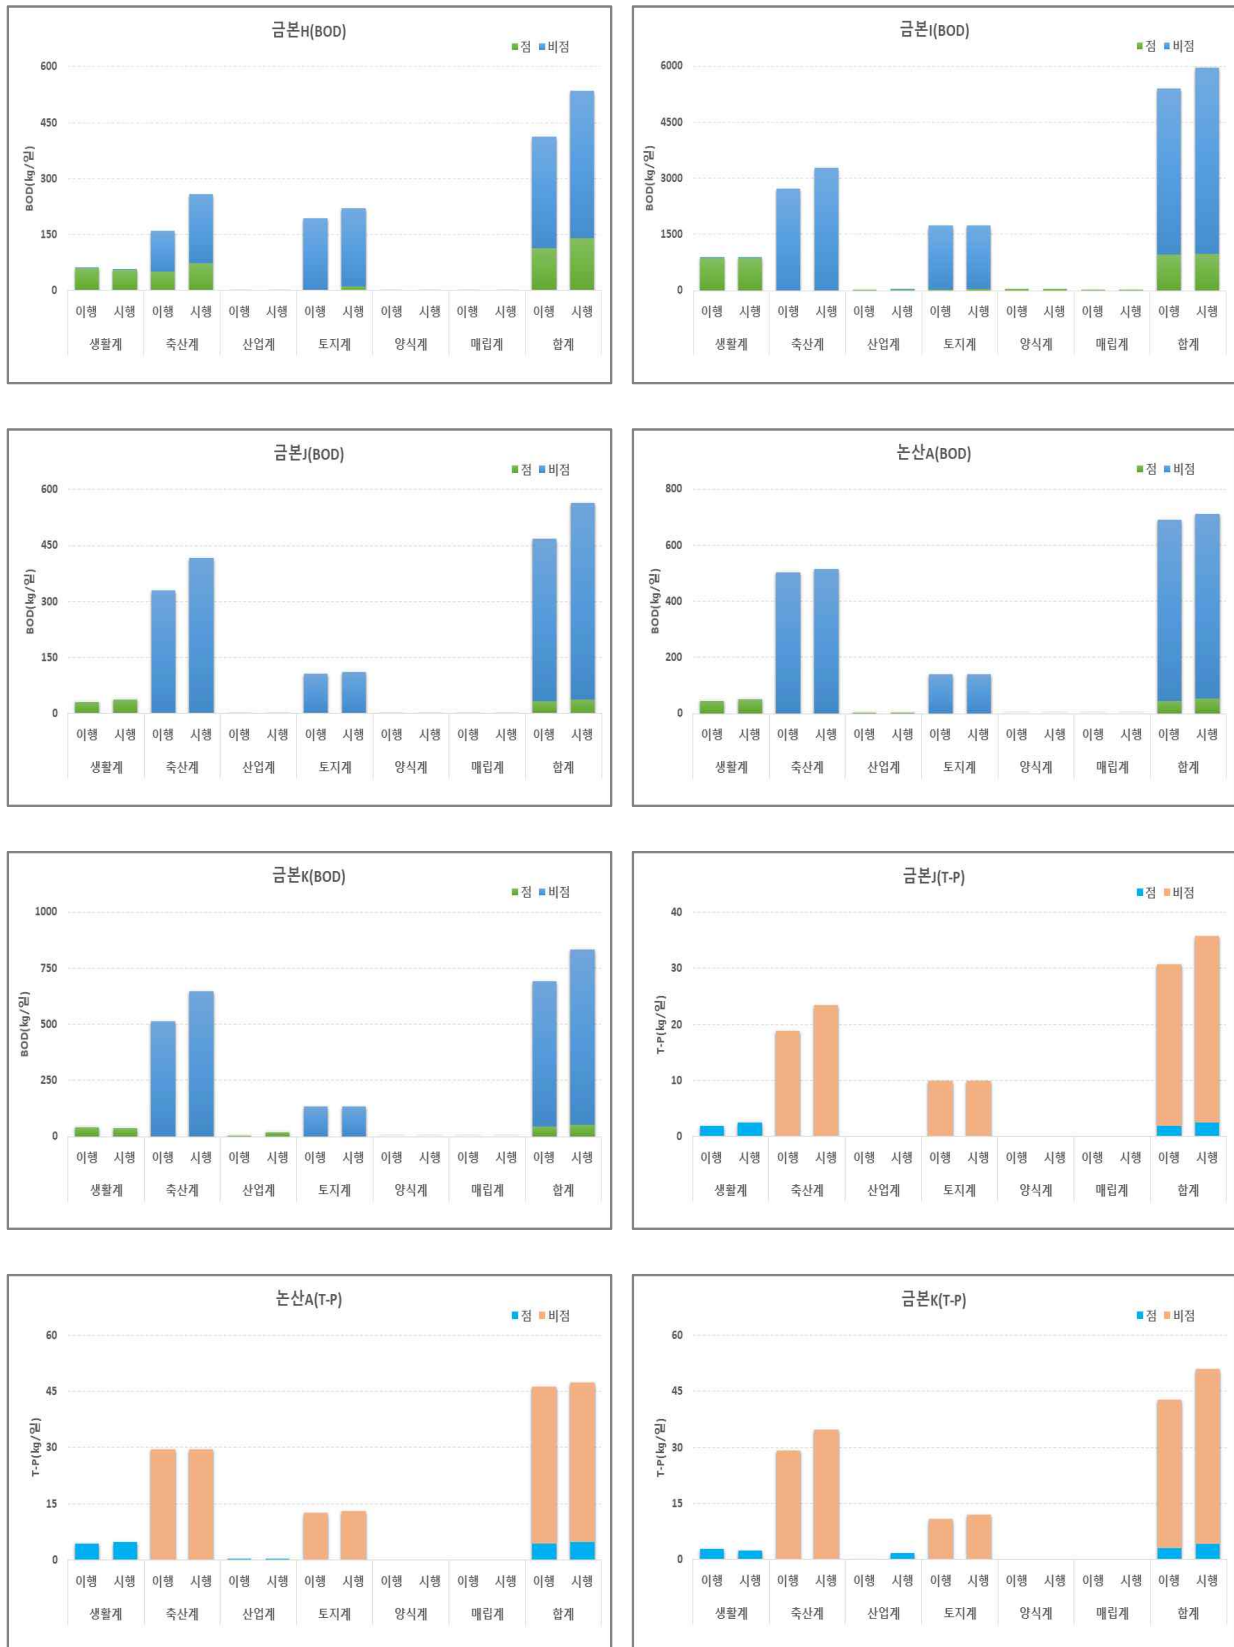 금본H(BOD)
점 비점
600
450
300
150
0
BOD(kg/일)
이행 시행 이행 시행 이행 시행 이행 시행 이행 시행 이행 시행 이행 시행
생활계 축산계 산업계 토지계 양식계 매립계 합계
금본I(BOD)
점 비점
6000
4500
3000
1500
0
BOD(kg/일)
이행 시행 이행 시행 이행 시행 이행 시행 이행 시행 이행 시행 이행 시행
생활계 축산계 산업계 토지계 양식계 매립계 합계
금본J(BOD)
점 비점
600
450
300
150
0
BOD(kg/일)
이행 시행 이행 시행 이행 시행 이행 시행 이행 시행 이행 시행 이행 시행
생활계 축산계 산업계 토지계 양식계 매립계 합계
논산A(BOD)
점 비점
800
600
400
200
0
BOD(kg/일)
이행 시행 이행 시행 이행 시행 이행 시행 이행 시행 이행 시행 이행 시행
생활계 축산계 산업계 토지계 양식계 매립계 합계
금본K(BOD)
점 비점
1000
750
500
250
0
BOD(kg/일)
이행 시행 이행 시행 이행 시행 이행 시행 이행 시행 이행 시행 이행 시행
생활계 축산계 산업계 토지계 양식계 매립계 합계
금본J(T-P)
점 비점
40
30
20
10
0
T-P(kg/일)
이행 시행 이행 시행 이행 시행 이행 시행 이행 시행 이행 시행 이행 시행
생활계 축산계 산업계 토지계 양식계 매립계 합계
논산A(T-P)
점 비점
60
45
30
15
0
T-P(kg/일)
이행 시행 이행 시행 이행 시행 이행 시행 이행 시행 이행 시행 이행 시행
생활계 축산계 산업계 토지계 양식계 매립계 합계
금본K(T-P)
점 비점
60
45
30
15
0
T-P(kg/일)
이행 시행 이행 시행 이행 시행 이행 시행 이행 시행 이행 시행 이행 시행
생활계 축산계 산업계 토지계 양식계 매립계 합계